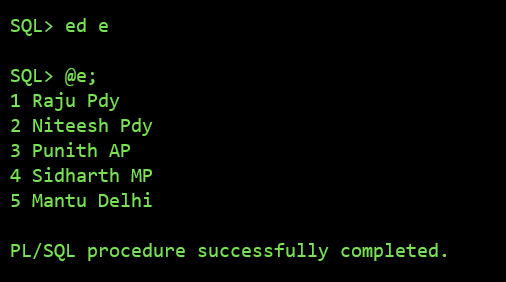 SQL> ed e
SQL> @e;
1 Raju Pdy
2 Niteesh Pdy
3 Punith AP
4 Sidharth MP
5 Mantu Delhi
PL/SQL procedure successfully completed.